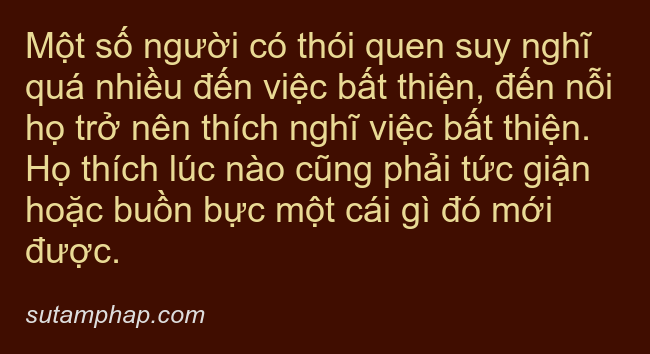 Một số người có thói quen suy nghĩ
quá nhiều đến việc bất thiện, đến nỗi
họ trở nên thích nghĩ việc bất thiện.
Họ thích lúc nào cũng phải tức giận
hoặc buồn bực một cái gì đó mới
được.
sutamphap.com